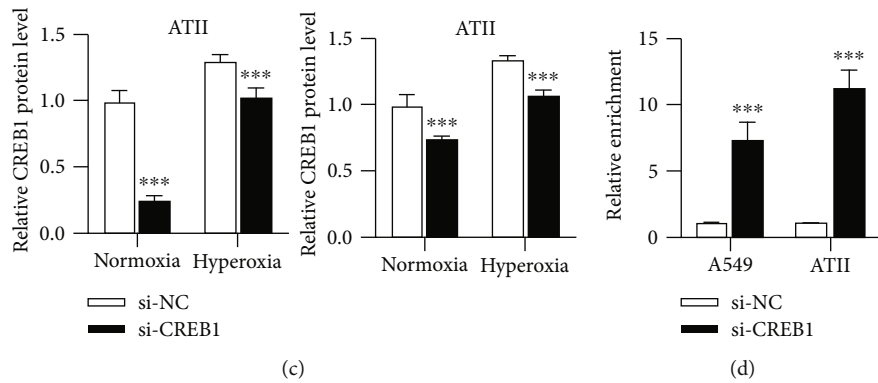 ATII
Relative CREB1 protein level
1.5
1.0
0.5
0.0
***
***
Normoxia Hyperoxia
si-NC
si-CREB1
ATII
Relative CREB1 protein level
1.5
1.0
0.5
0.0
***
***
Normoxia Hyperoxia
(c)
Relative enrichment
15
10
5
0
***
***
A549 ATII
si-NC
si-CREB1
(d)